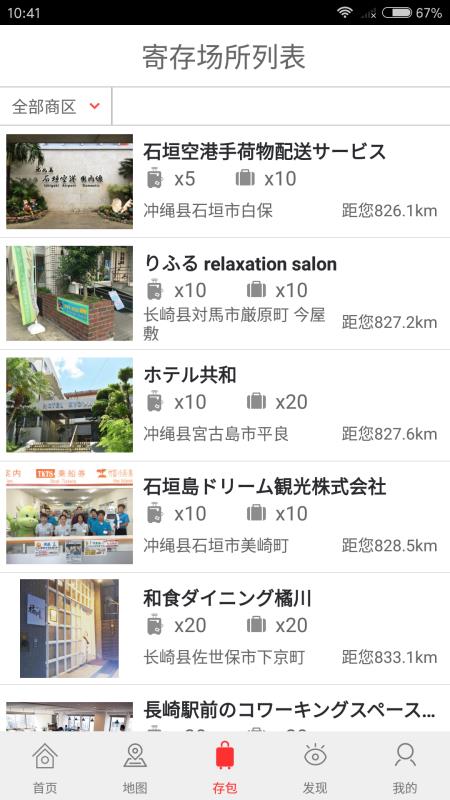 10:41
67%
寄存场所列表
全部商区
石垣空港手荷物配送サービス
x5 x10
冲绳县石垣市白保 距您826.1km
りふる relaxation salon
x10 x10
长崎县対馬市厳原町 今屋
敷 距您827.2km
ホテル共和
x10 x20
冲绳县宮古島市平良 距您827.6km
石垣島ドリーム観光株式会社
x10 x10
冲绳县石垣市美崎町 距您828.5km
和食ダイニング橘川
x20 x20
长崎县佐世保市下京町 距您833.1km
長崎駅前のコワーキングスペース...
首页 地图 存包 发现 我的